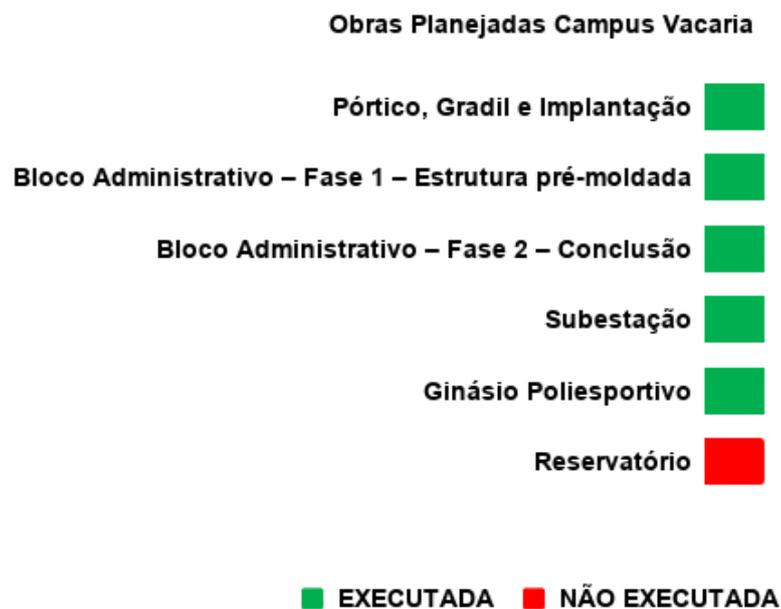 Obras Planejadas Campus Vacaria
Pórtico, Gradil e Implantação
Bloco Administrativo – Fase 1 – Estrutura pré-moldada
Bloco Administrativo – Fase 2 – Conclusão
Subestação
Ginásio Poliesportivo
Reservatório
EXECUTADA NÃO EXECUTADA